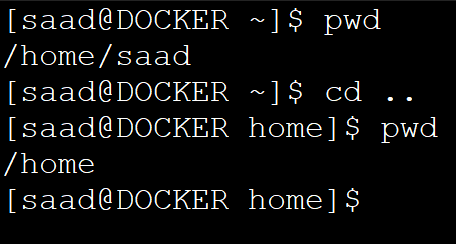 [saad@DOCKER ~]$ pwd
/home/saad
[saad@DOCKER ~]$ cd ..
[saad@DOCKER home]$ pwd
/home
[saad@DOCKER home]$